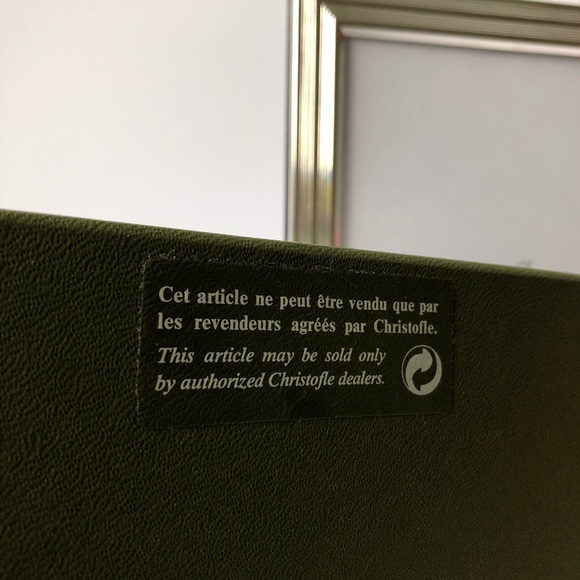 Cet article ne peut être vendu que par
les revendeurs agréés par Christofle.
This article may be sold only
by authorized Christofle dealers.